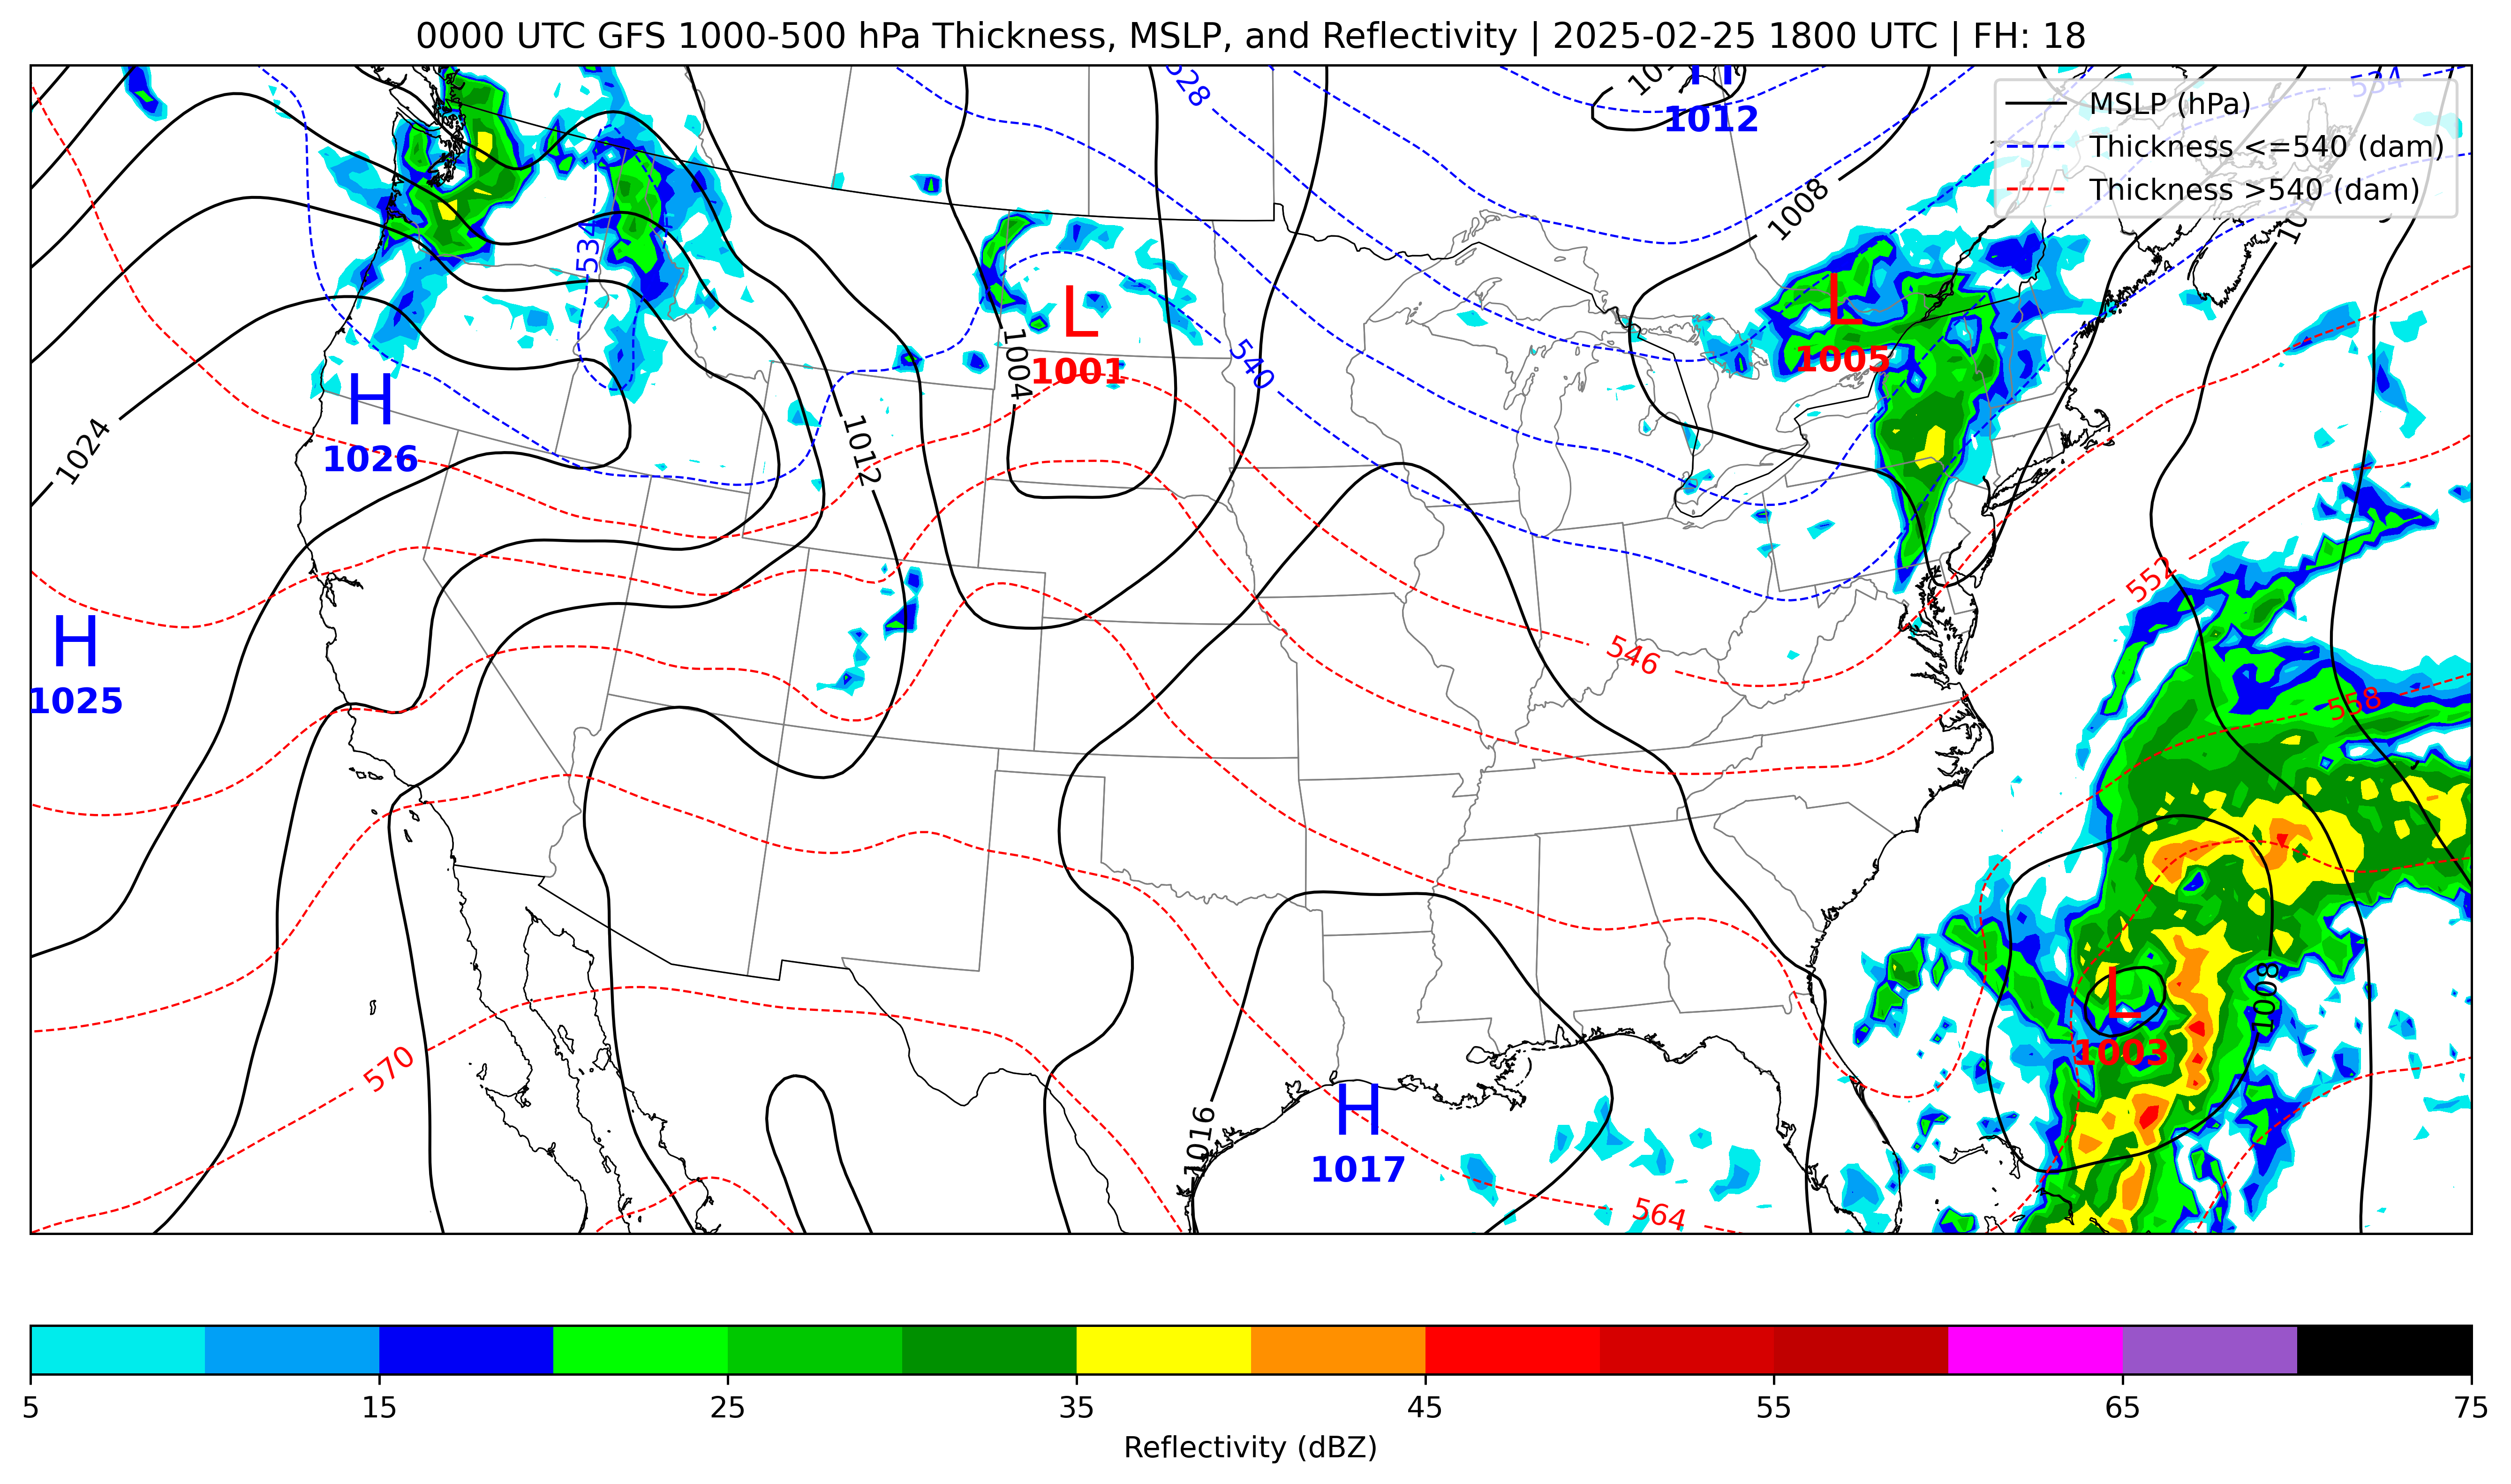 0000 UTC GFS 1000-500 hPa Thickness, MSLP, and Reflectivity | 2025-02-25 1800 UTC | FH: 18
528
H
1012
534
MSLP (hPa)
Thickness <=540 (dam)
Thickness >540 (dam)
1008
534
L
1001
1004
540
L
1005
H
1026
1024
1012
552
H
1025
546
558
L
1003
1008
570
H
1017
1016
564
5
15
25
35
45
55
65
75
Reflectivity (dBZ)